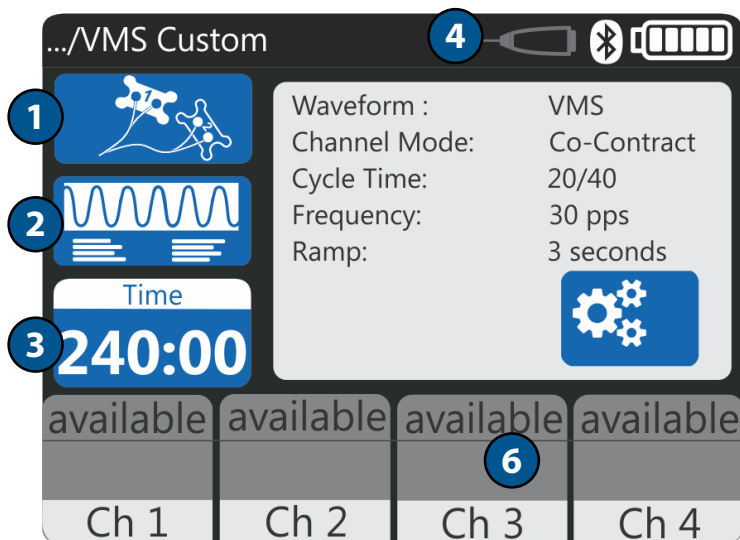 .../VMS Custom
4
1
1
2
2
Time
3
240:00
Waveform : VMS
Channel Mode: Co-Contract
Cycle Time: 20/40
Frequency: 30 pps
Ramp: 3 seconds
available available available available
6
Ch 1 Ch 2 Ch 3 Ch 4